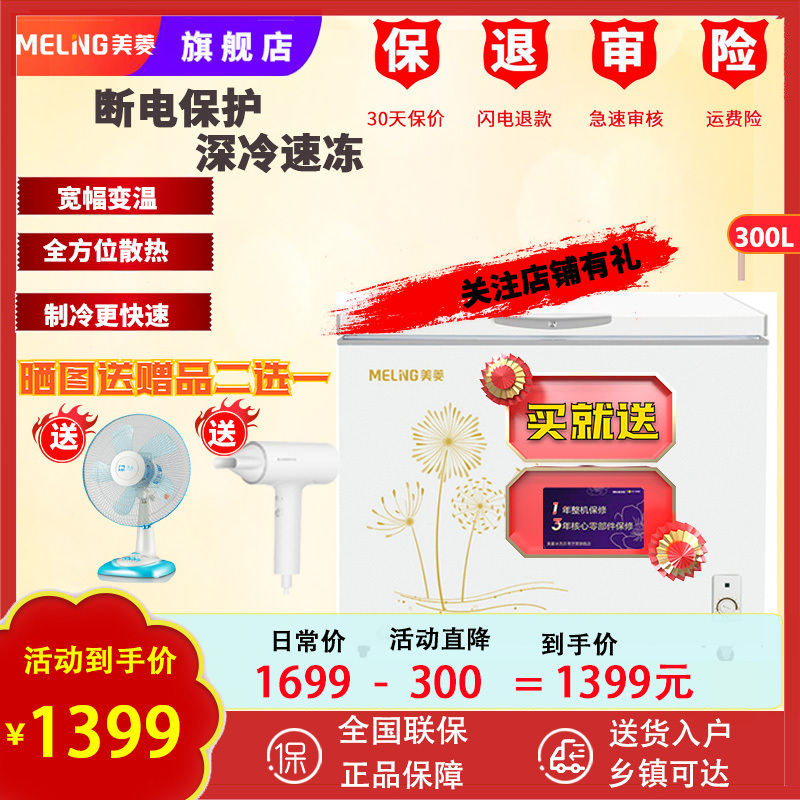 MELING美菱
旗舰店
保 退 审 险
30天保价 闪电退款 急速审核 运费险
断电保护
深冷速冻
宽幅变温
全方位散热
制冷更快速
300L
关注店铺有礼
晒图送赠品二选一
送 送
MELING美菱
买就送
1年整机保修
3年核心零部件保修
日常价 活动直降 到手价
1699 - 300 = 1399元
活动到手价
¥1399
保
全国联保
正品保障
送货入户
乡镇可达